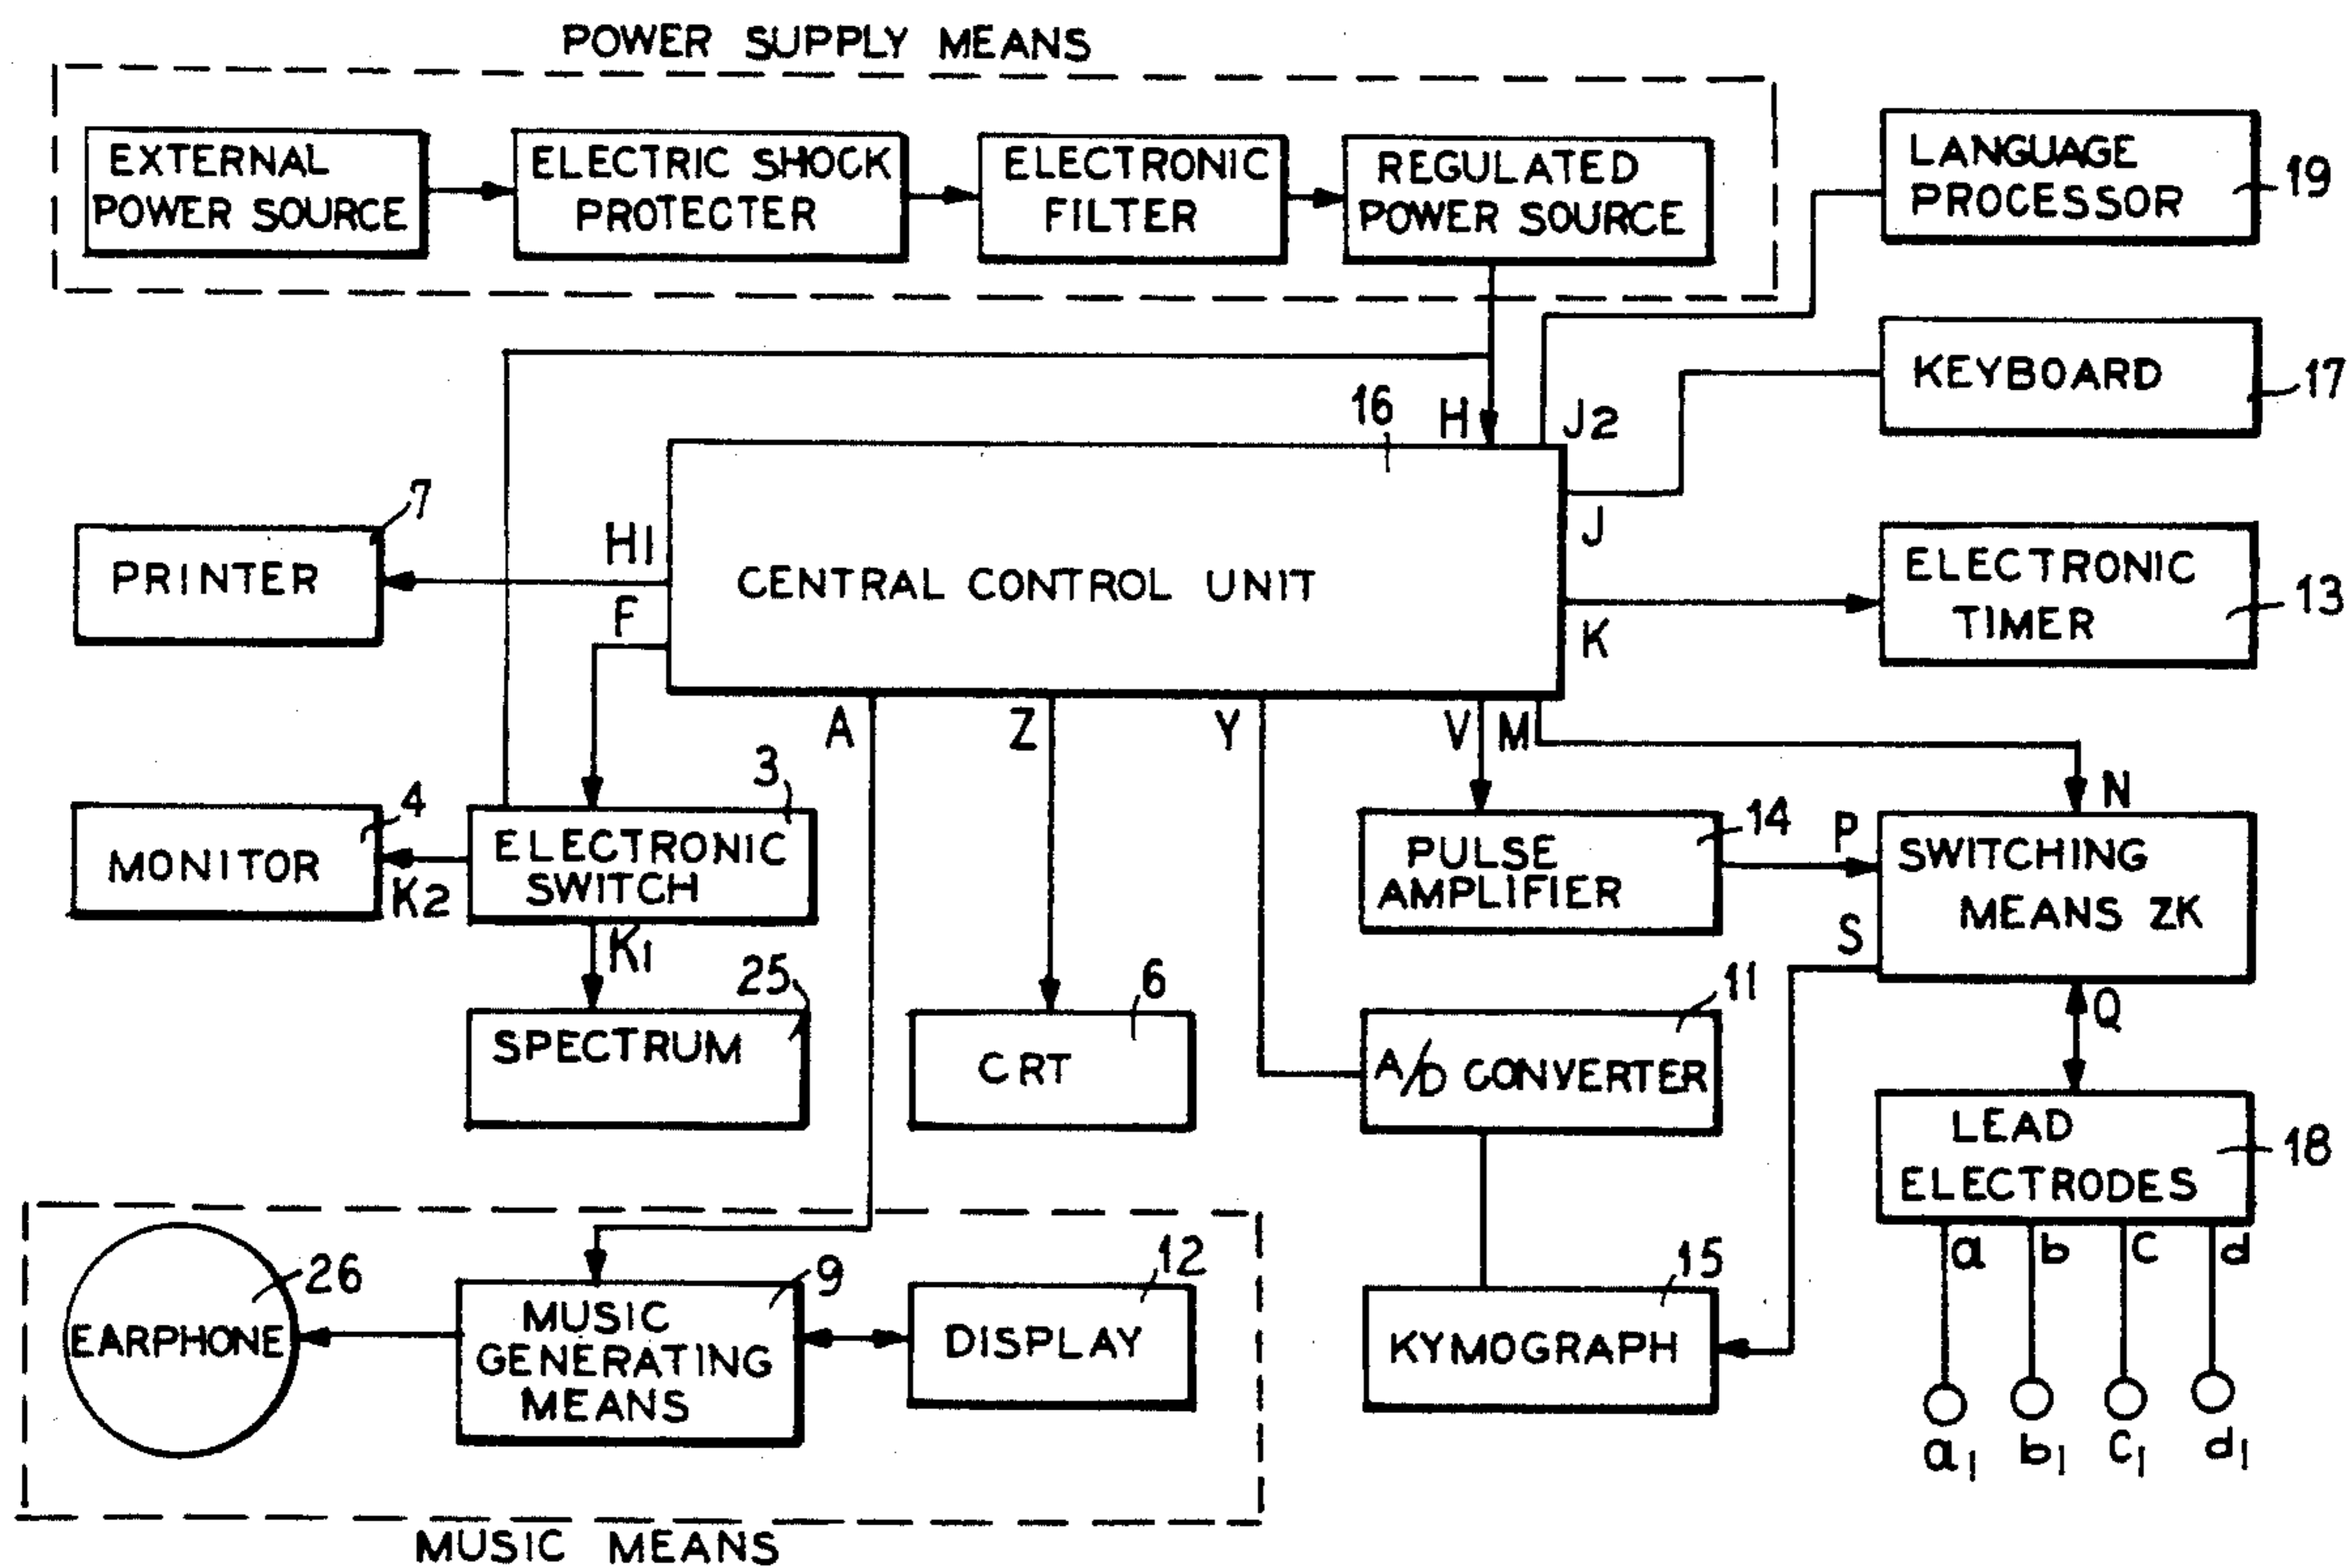 POWER SUPPLY MEANS
EXTERNAL
POWER SOURCE
ELECTRIC SHOCK
PROTECTER
ELECTRONIC
FILTER
REGULATED
POWER SOURCE
LANGUAGE
PROCESSOR
19
KEYBOARD
17
16
H
J2
J
7
PRINTER
H1
F
CENTRAL CONTROL UNIT
K
ELECTRONIC
TIMER
13
A
Z
Y
V
M
N
3
4
MONITOR
K2
ELECTRONIC
SWITCH
K1
PULSE
AMPLIFIER
14
P
S
SWITCHING
MEANS ZK
Q
25
SPECTRUM
6
CRT
11
A/D CONVERTER
LEAD
ELECTRODES
18
a
b
c
d
26
EARPHONE
9
MUSIC
GENERATING
MEANS
12
DISPLAY
15
KYMOGRAPH
a1
b1
c1
d1
MUSIC MEANS